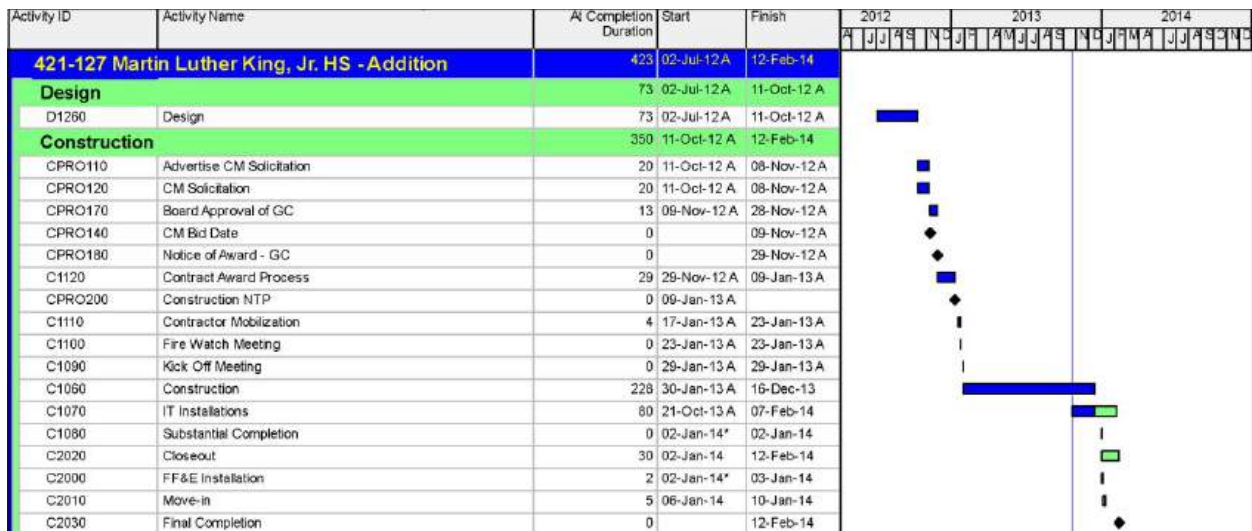 Activity ID Activity Name At Completion Duration Start Finish 2012 2013 2014
421-127 Martin Luther King, Jr. HS - Addition 423 02-Jul-12 A 12-Feb-14
Design 73 02-Jul-12 A 11-Oct-12 A
D1260 Design 73 02-Jul-12 A 11-Oct-12 A
Construction 350 11-Oct-12 A 12-Feb-14
CPRO110 Advertise CM Solicitation 20 11-Oct-12 A 08-Nov-12 A
CPRO120 CM Solicitation 20 11-Oct-12 A 08-Nov-12 A
CPRO170 Board Approval of GC 13 09-Nov-12 A 28-Nov-12 A
CPRO140 CM Bid Date 0 09-Nov-12 A
CPRO180 Notice of Award - GC 0 29-Nov-12 A
C1120 Contract Award Process 29 29-Nov-12 A 09-Jan-13 A
CPRO200 Construction NTP 0 09-Jan-13 A
C1110 Contractor Mobilization 4 17-Jan-13 A 23-Jan-13 A
C1100 Fire Watch Meeting 0 23-Jan-13 A 23-Jan-13 A
C1090 Kick Off Meeting 0 29-Jan-13 A 29-Jan-13 A
C1060 Construction 228 30-Jan-13 A 16-Dec-13
C1070 IT Installations 80 21-Oct-13 A 07-Feb-14
C1080 Substantial Completion 0 02-Jan-14* 02-Jan-14
C2020 Closeout 30 02-Jan-14 12-Feb-14
C2000 FF&E Installation 2 02-Jan-14* 03-Jan-14
C2010 Move-in 5 06-Jan-14 10-Jan-14
C2030 Final Completion 0 12-Feb-14